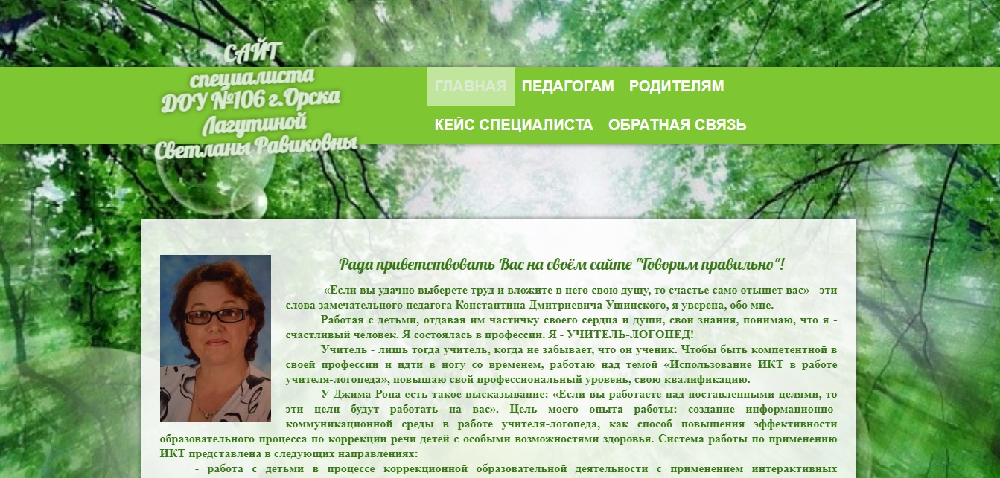 САЙТ
специалиста
ДОУ №106 г.Орска
Лагутиной
Светланы Равиковны
ГЛАВНАЯ ПЕДАГОГАМ РОДИТЕЛЯМ
КЕЙС СПЕЦИАЛИСТА ОБРАТНАЯ СВЯЗЬ
Рада приветствовать Вас на своём сайте "Говорим правильно"!
«Если вы удачно выберете труд и вложите в него свою душу, то счастье само отыщет вас» - эти
слова замечательного педагога Константина Дмитриевича Ушинского, я уверена, обо мне.
Работая с детьми, отдавая им частичку своего сердца и души, свои знания, понимаю, что я -
счастливый человек. Я состоялась в профессии. Я - УЧИТЕЛЬ-ЛОГОПЕД!
Учитель - лишь тогда учитель, когда не забывает, что он ученик. Чтобы быть компетентной в
своей профессии и идти в ногу со временем, работаю над темой «Использование ИКТ в работе
учителя-логопеда», повышаю свой профессиональный уровень, свою квалификацию.
У Джима Рона есть такое высказывание: «Если вы работаете над поставленными целями, то
эти цели будут работать на вас». Цель моего опыта работы: создание информационно-
коммуникационной среды в работе учителя-логопеда, как способ повышения эффективности
образовательного процесса по коррекции речи детей с особыми возможностями здоровья. Система работы по применению
ИКТ представлена в следующих направлениях:
- работа с детьми в процессе коррекционной образовательной деятельности с применением интерактивных